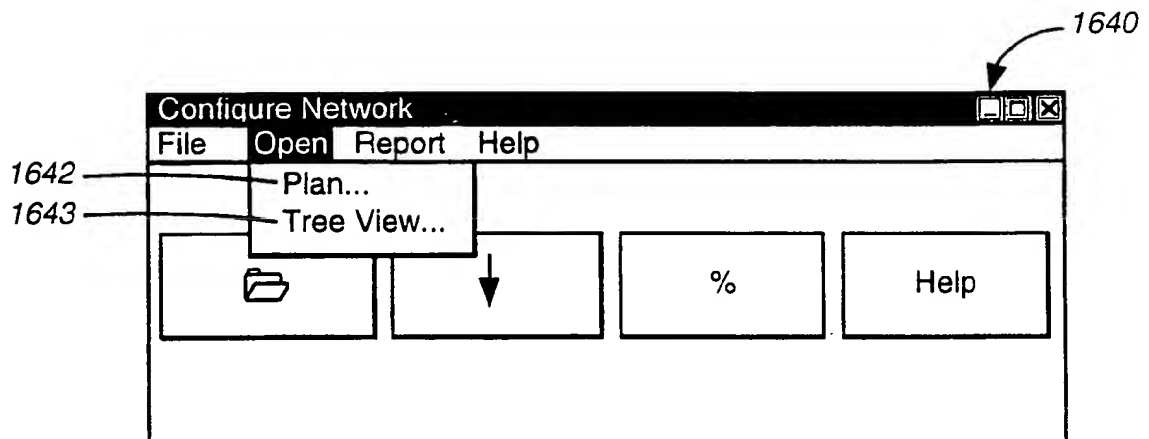 1640
Configure Network
File Open Report Help
1642
Plan...
1643
Tree View...
%
Help